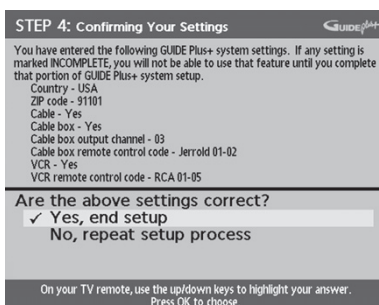 STEP 4: Confirming Your Settings
GUIDEplus+
You have entered the following GUIDE Plus+ system settings. If any setting is
marked INCOMPLETE, you will not be able to use that feature until you complete
that portion of GUIDE Plus+ system setup.
Country - USA
ZIP code - 91101
Cable - Yes
Cable box - Yes
Cable box output channel - 03
Cable box remote control code - Jerrold 01-02
VCR - Yes
VCR remote control code - RCA 01-05
Are the above settings correct?
✓ Yes, end setup
No, repeat setup process
On your TV remote, use the up/down keys to highlight your answer.
Press OK to choose